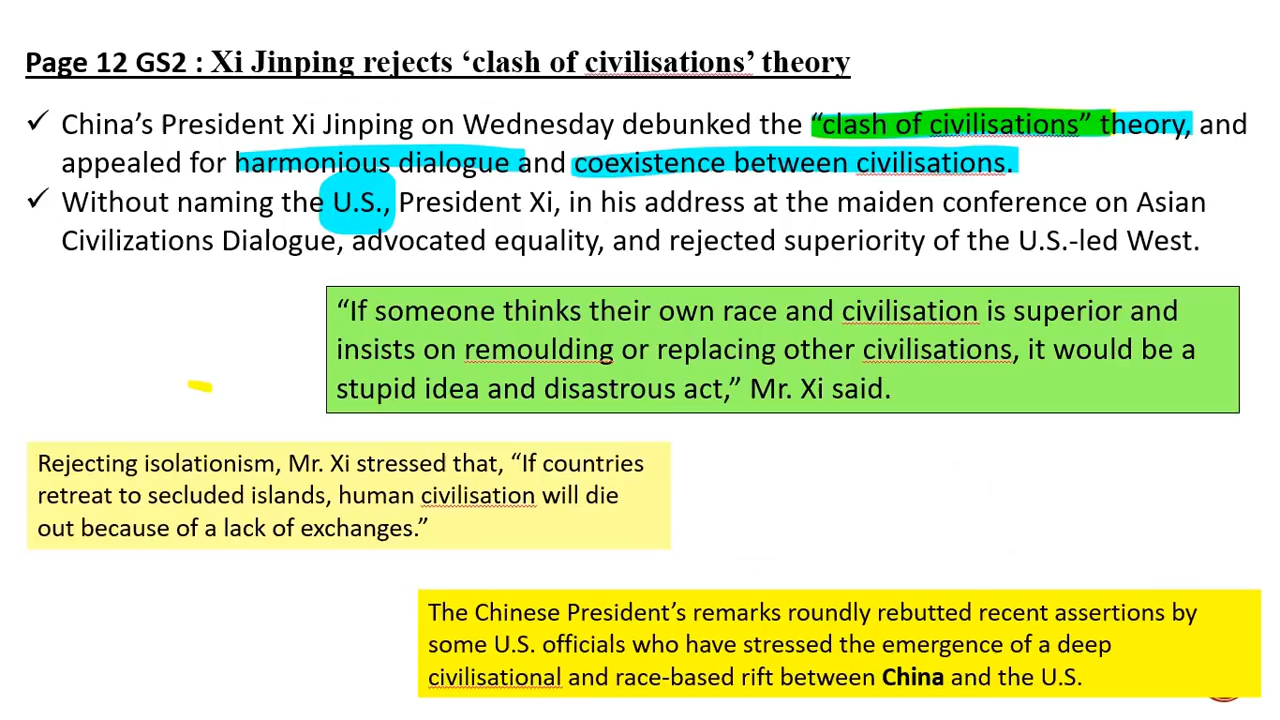 Page 12 GS2 : Xi Jinping rejects ‘clash of civilisations’ theory
✓ China’s President Xi Jinping on Wednesday debunked the “clash of civilisations” theory, and
appealed for harmonious dialogue and coexistence between civilisations.
✓ Without naming the U.S., President Xi, in his address at the maiden conference on Asian
Civilizations Dialogue, advocated equality, and rejected superiority of the U.S.-led West.
“If someone thinks their own race and civilisation is superior and
insists on remoulding or replacing other civilisations, it would be a
stupid idea and disastrous act,” Mr. Xi said.
Rejecting isolationism, Mr. Xi stressed that, “If countries
retreat to secluded islands, human civilisation will die
out because of a lack of exchanges.”
The Chinese President’s remarks roundly rebutted recent assertions by
some U.S. officials who have stressed the emergence of a deep
civilisational and race-based rift between China and the U.S.